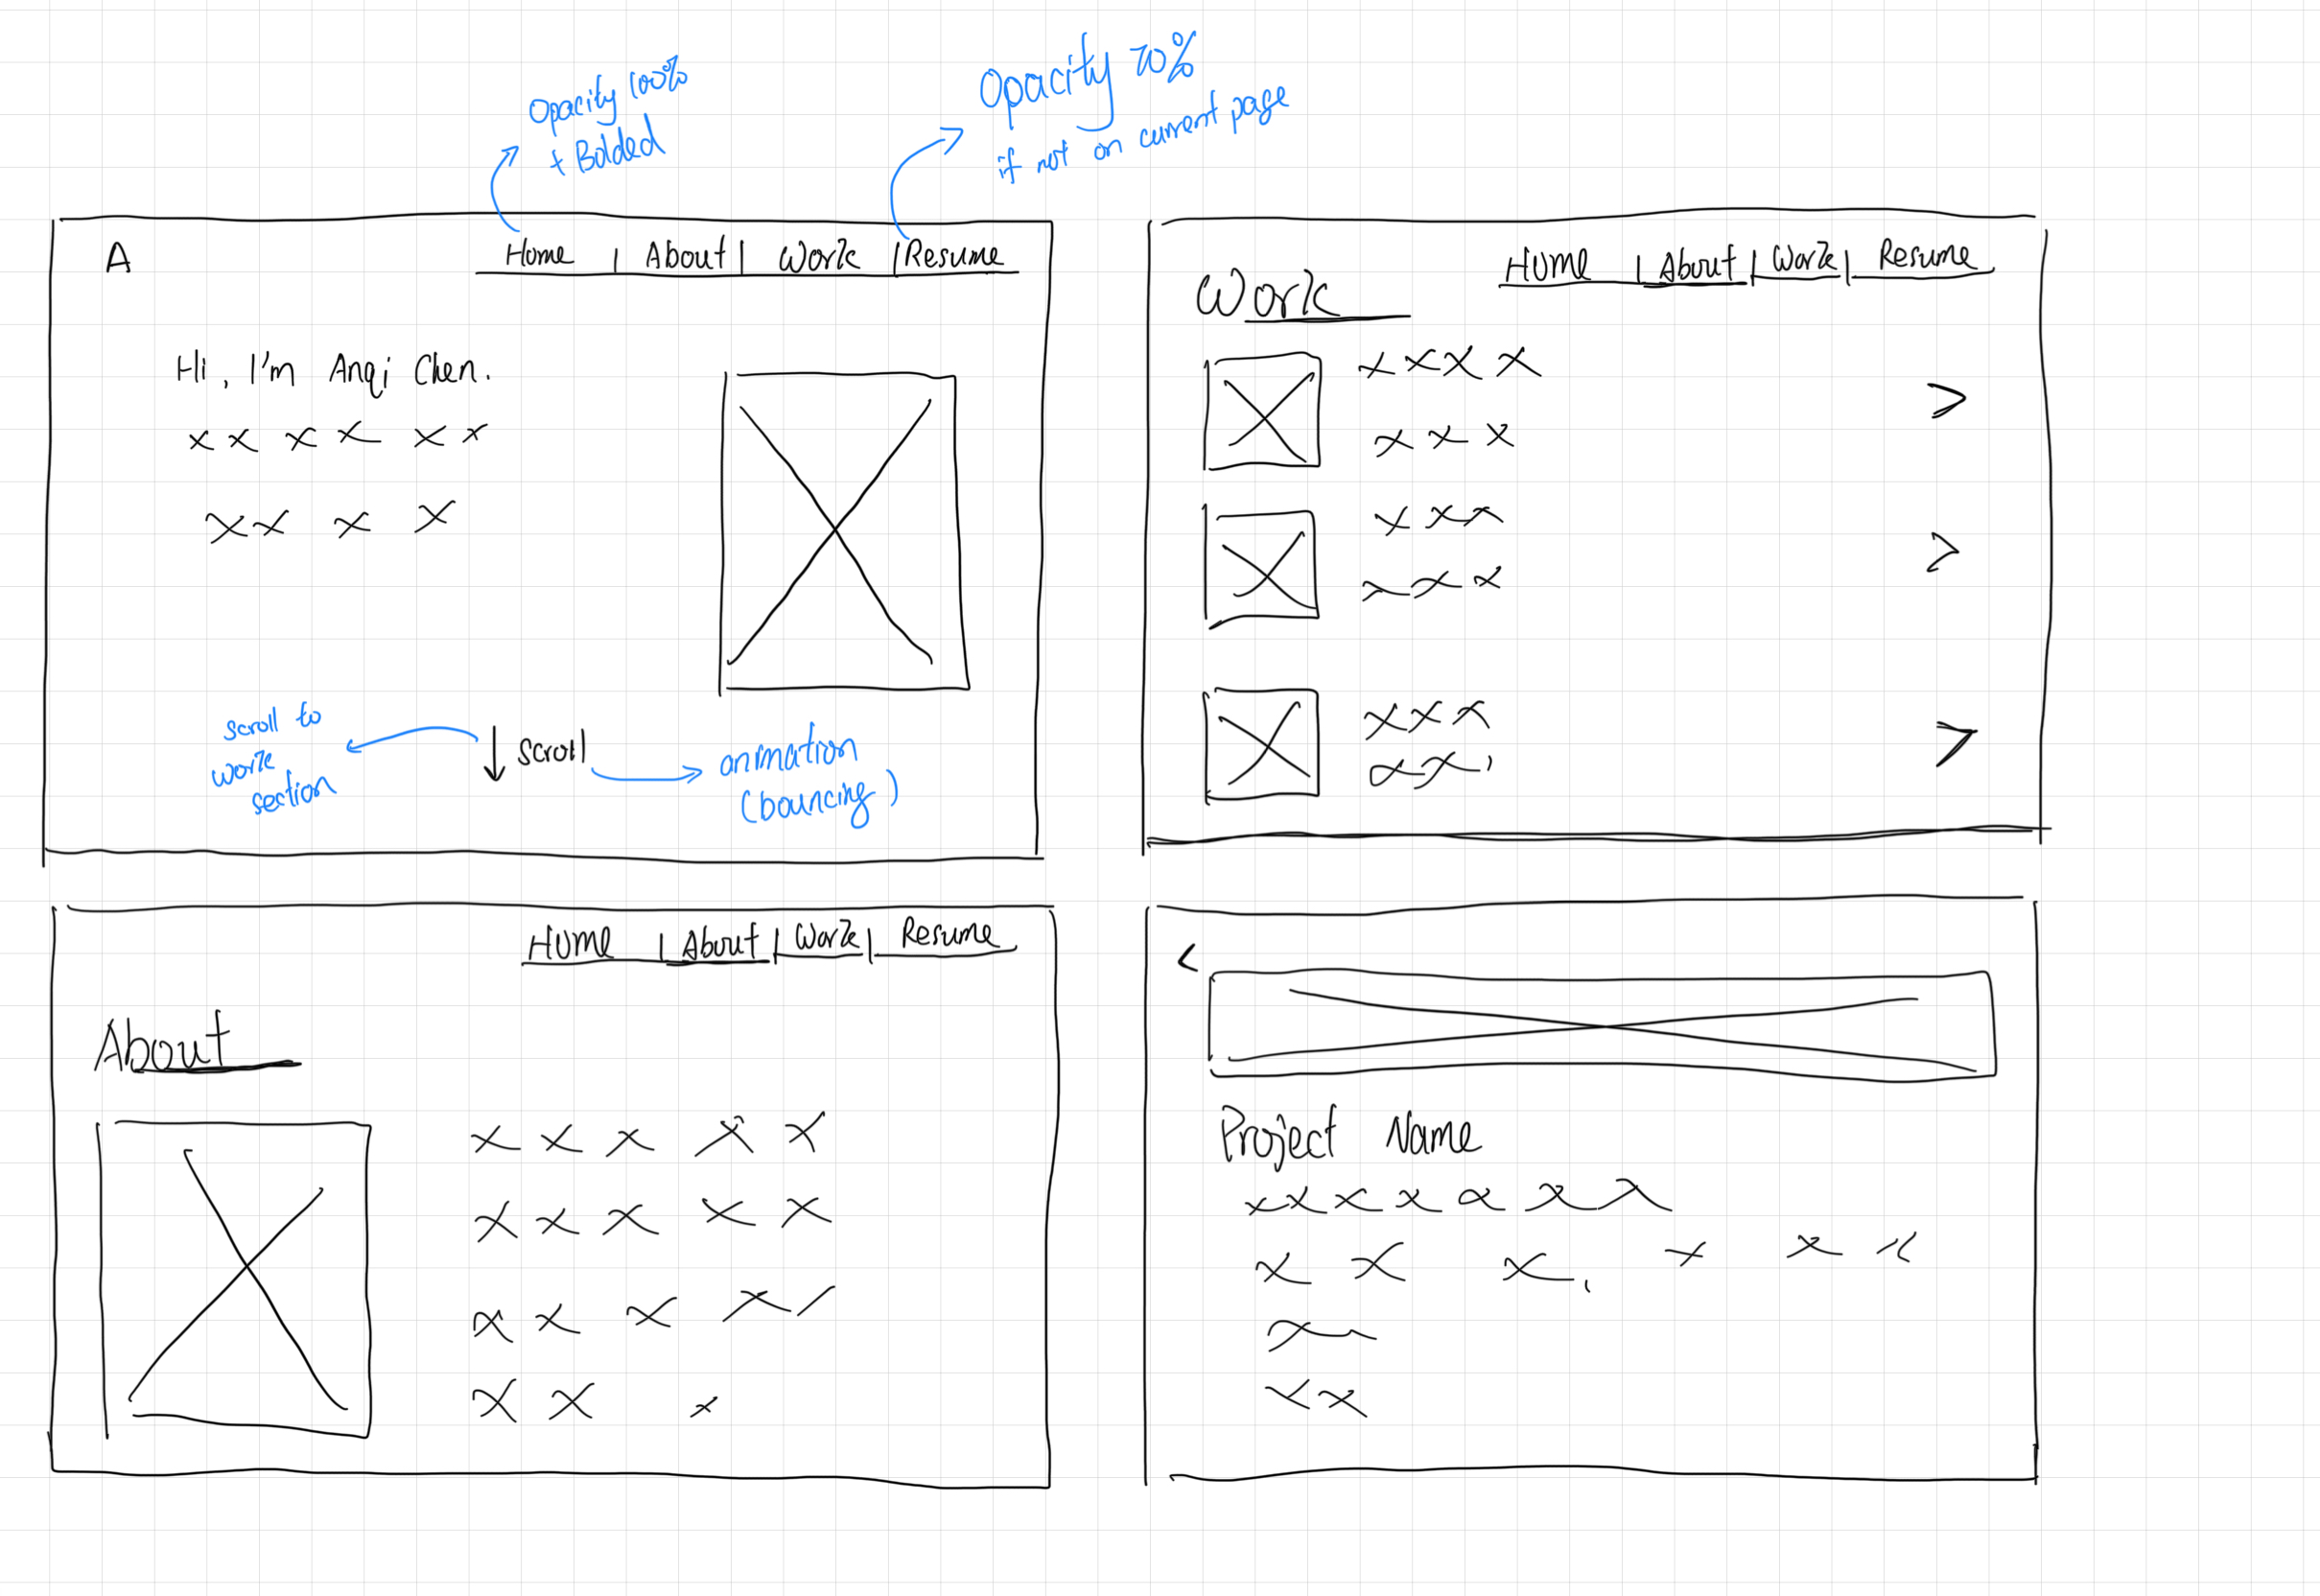 Opacity 100%
+ Bolded
Opacity 70%
if not on current page
A
Home | About | Work | Resume
Hi, I'm Anqi Chen.
scroll to
work
section
↓ scroll
animation
(bouncing)
Home | About | Work | Resume
Work
>
>
>
Home | About | Work | Resume
About
<
Project Name